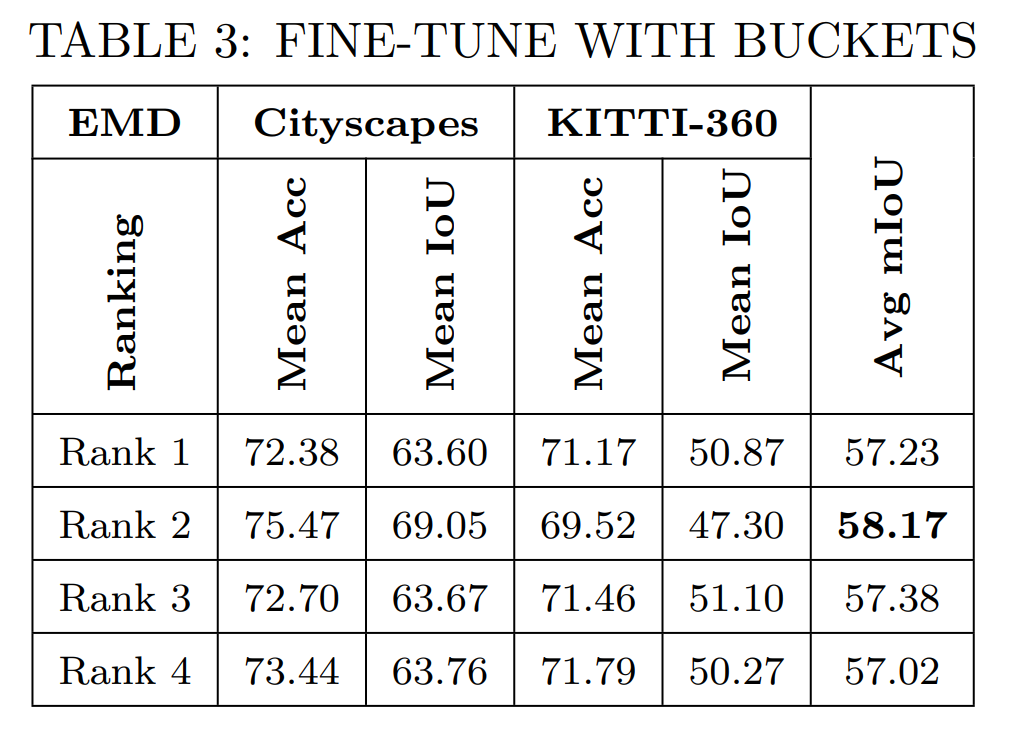 TABLE 3: FINE-TUNE WITH BUCKETS
EMD Cityscapes KITTI-360
Ranking Mean Acc Mean IoU Mean Acc Mean IoU Avg mIoU
Rank 1 72.38 63.60 71.17 50.87 57.23
Rank 2 75.47 69.05 69.52 47.30 58.17
Rank 3 72.70 63.67 71.46 51.10 57.38
Rank 4 73.44 63.76 71.79 50.27 57.02